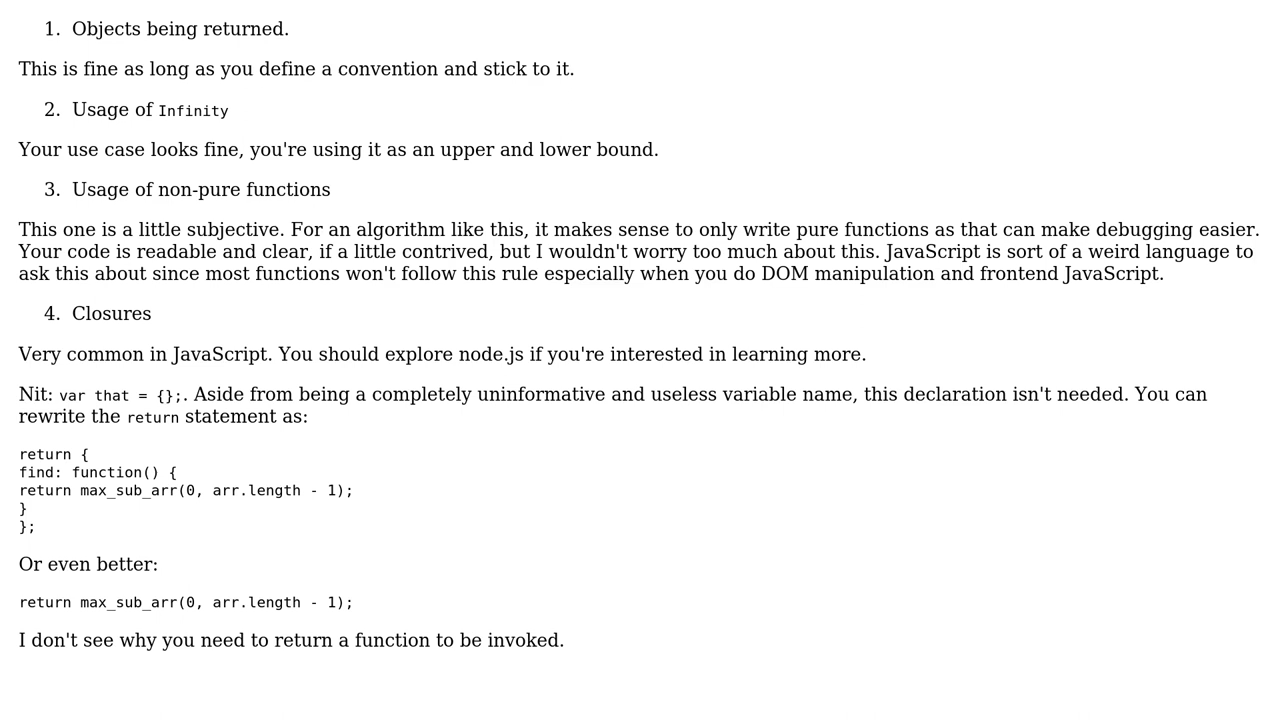 1. Objects being returned.
This is fine as long as you define a convention and stick to it.
2. Usage of Infinity
Your use case looks fine, you're using it as an upper and lower bound.
3. Usage of non-pure functions
This one is a little subjective. For an algorithm like this, it makes sense to only write pure functions as that can make debugging easier.
Your code is readable and clear, if a little contrived, but I wouldn't worry too much about this. JavaScript is sort of a weird language to
ask this about since most functions won't follow this rule especially when you do DOM manipulation and frontend JavaScript.
4. Closures
Very common in JavaScript. You should explore node.js if you're interested in learning more.
Nit: var that = {};. Aside from being a completely uninformative and useless variable name, this declaration isn't needed. You can
rewrite the return statement as:
return {
find: function() {
return max_sub_arr(0, arr.length - 1);
}
};
Or even better:
return max_sub_arr(0, arr.length - 1);
I don't see why you need to return a function to be invoked.